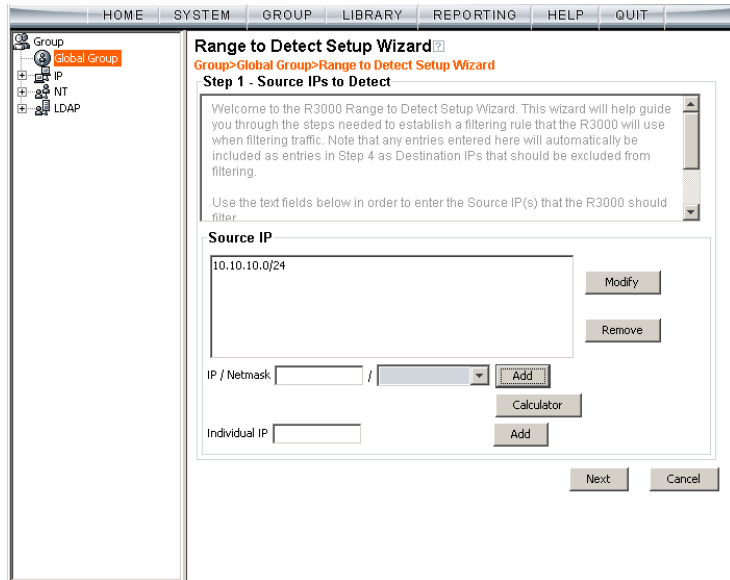 HOME SYSTEM GROUP LIBRARY REPORTING HELP QUIT
Group
Global Group
IP
NT
LDAP
Range to Detect Setup Wizard?
Group>Global Group>Range to Detect Setup Wizard
Step 1 - Source IPs to Detect
Welcome to the R3000 Range to Detect Setup Wizard. This wizard will help guide
you through the steps needed to establish a filtering rule that the R3000 will use
when filtering traffic. Note that any entries entered here will automatically be
included as entries in Step 4 as Destination IPs that should be excluded from
filtering.
Use the text fields below in order to enter the Source IP(s) that the R3000 should
filter
Source IP
10.10.10.0/24
Modify
Remove
IP / Netmask / Add
Calculator
Individual IP Add
Next Cancel